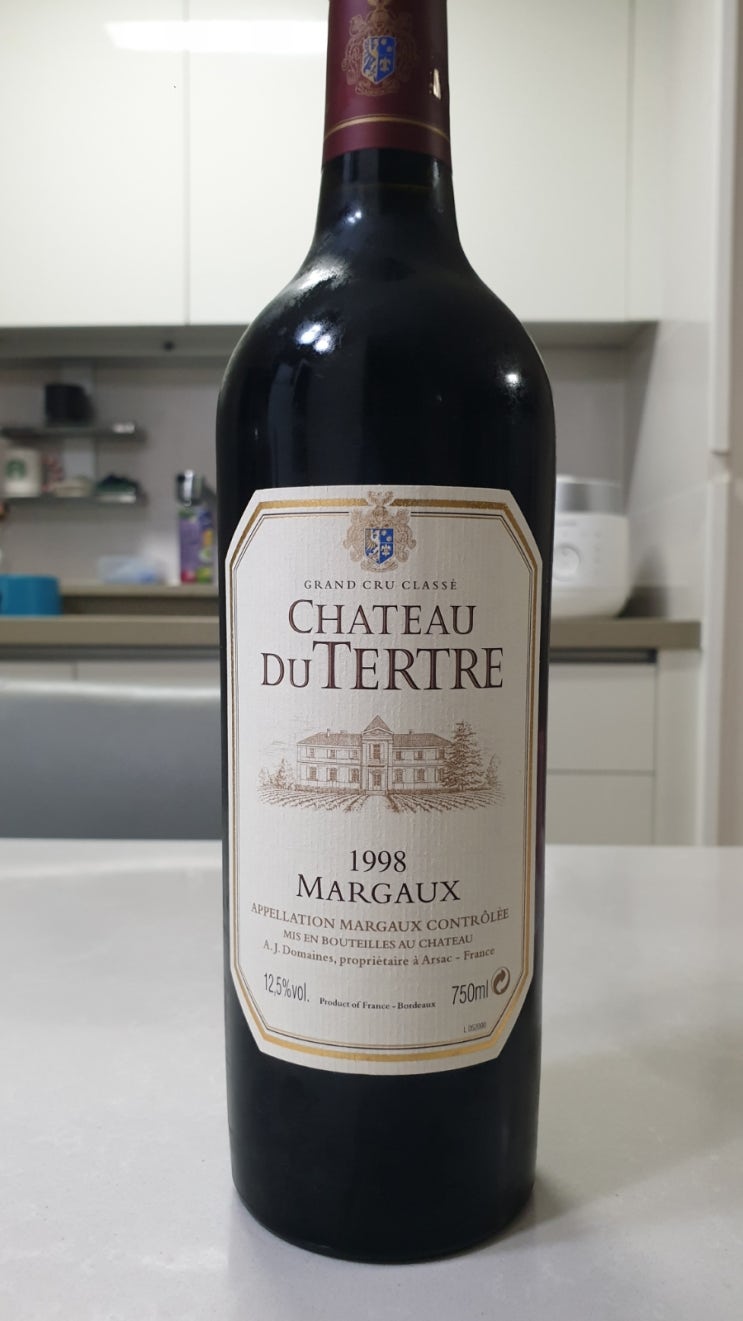 GRAND CRU CLASSÉ
CHATEAU
DU TERTRE
1998
MARGAUX
APPELLATION MARGAUX CONTRÔLÉE
MIS EN BOUTEILLES AU CHATEAU
A. J. Domaines, propriétaire à Arsac - France
12,5%vol.
Product of France - Bordeaux
750ml